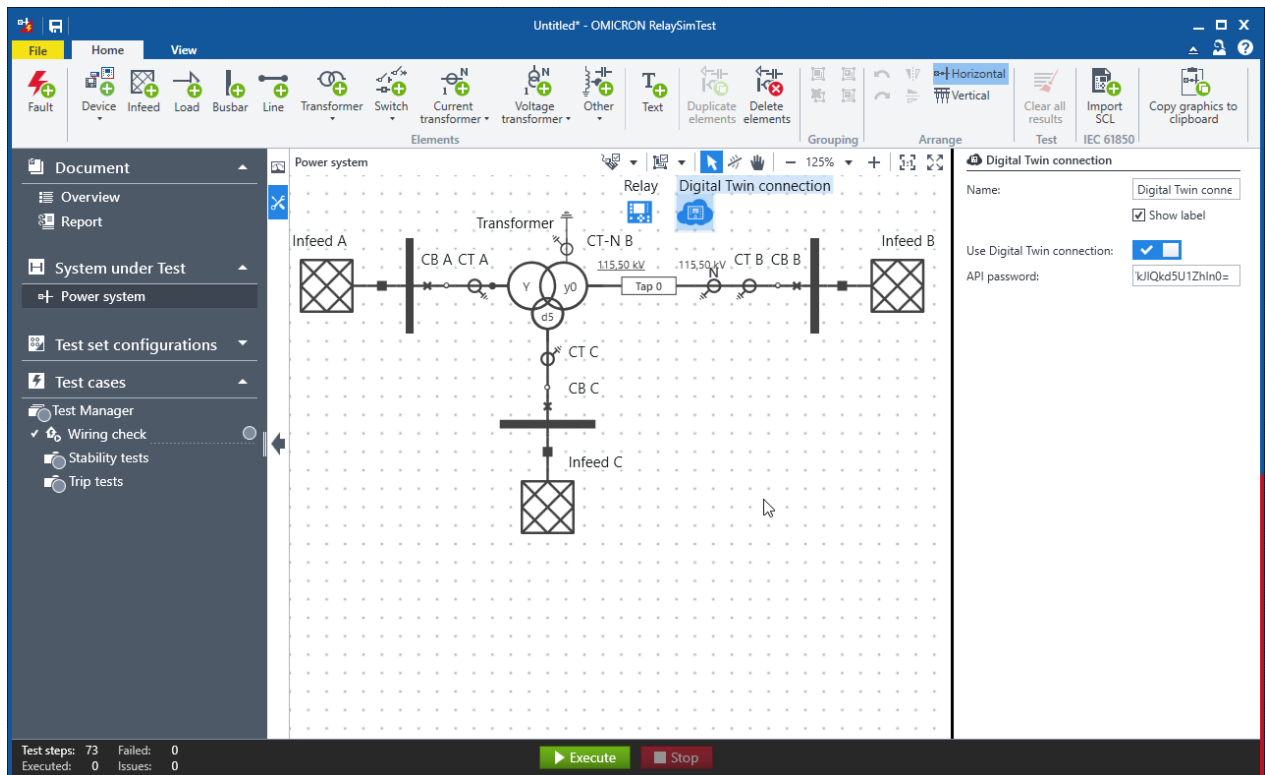 Untitled* - OMICRON RelaySimTest
File Home View
Fault Device Infeed Load Busbar Line Transformer Switch Current transformer Voltage transformer Other Text Duplicate elements Delete elements Horizontal Vertical Clear all results Import SCL Copy graphics to clipboard
Elements Grouping Arrange Test IEC 61850
Document
Overview
Report
System under Test
Power system
Test set configurations
Test cases
Test Manager
Wiring check
Stability tests
Trip tests
Power system 125%
Relay Digital Twin connection
Transformer
Infeed A CT-N B Infeed B
CB A CT A 115,50 kV 115,50 kV CT B CB B
N
Y y0 Tap 0
d5
CT C
CB C
Infeed C
Digital Twin connection
Name: Digital Twin conne
Show label
Use Digital Twin connection:
API password: kJIQkd5U1ZhIn0=
Test steps: 73 Failed: 0
Executed: 0 Issues: 0
Execute Stop